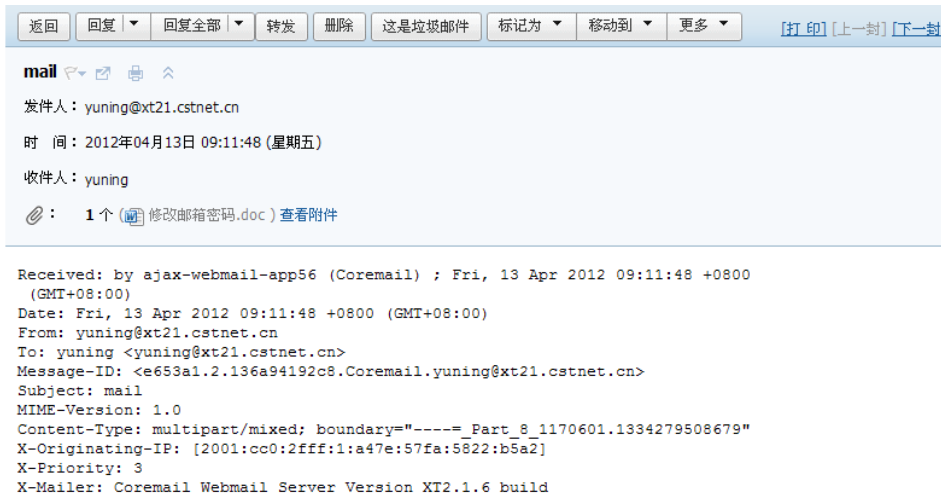 返回 回复 回复全部 转发 删除 这是垃圾邮件 标记为 移动到 更多 [打 印] [上一封] [下一封
mail
发件人：yuning@xt21.cstnet.cn
时 间：2012年04月13日 09:11:48 (星期五)
收件人：yuning
： 1 个 ( 修改邮箱密码.doc ) 查看附件
Received: by ajax-webmail-app56 (Coremail) ; Fri, 13 Apr 2012 09:11:48 +0800
(GMT+08:00)
Date: Fri, 13 Apr 2012 09:11:48 +0800 (GMT+08:00)
From: yuning@xt21.cstnet.cn
To: yuning <yuning@xt21.cstnet.cn>
Message-ID: <e653a1.2.136a94192c8.Coremail.yuning@xt21.cstnet.cn>
Subject: mail
MIME-Version: 1.0
Content-Type: multipart/mixed; boundary="----=_Part_8_1170601.1334279508679"
X-Originating-IP: [2001:cc0:2fff:1:a47e:57fa:5822:b5a2]
X-Priority: 3
X-Mailer: Coremail Webmail Server Version XT2.1.6 build